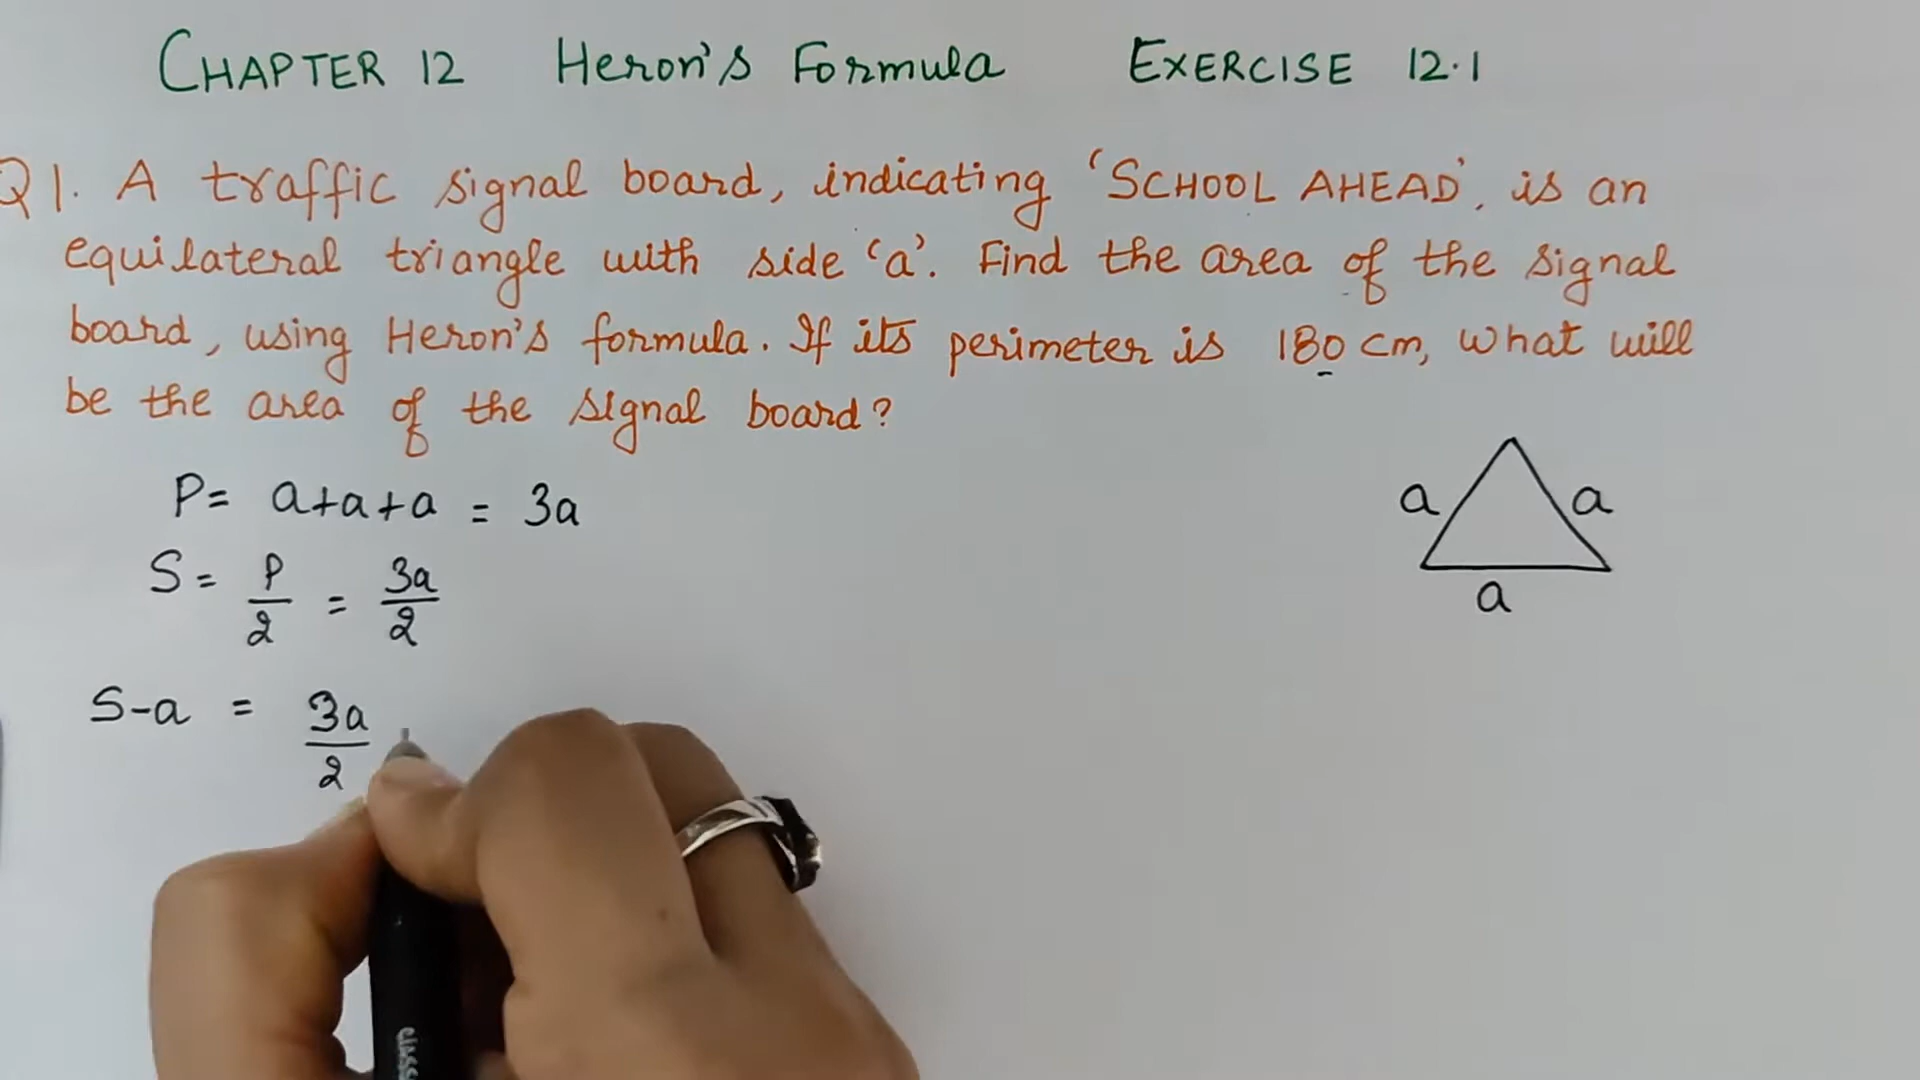 CHAPTER 12 Heron's Formula EXERCISE 12.1
Q1. A traffic signal board, indicating 'SCHOOL AHEAD', is an
equilateral triangle with side 'a'. Find the area of the signal
board, using Heron's formula. If its perimeter is 180 cm, what will
be the area of the signal board?
P = a+a+a = 3a
S = P/2 = 3a/2
S-a = 3a/2
a a
a